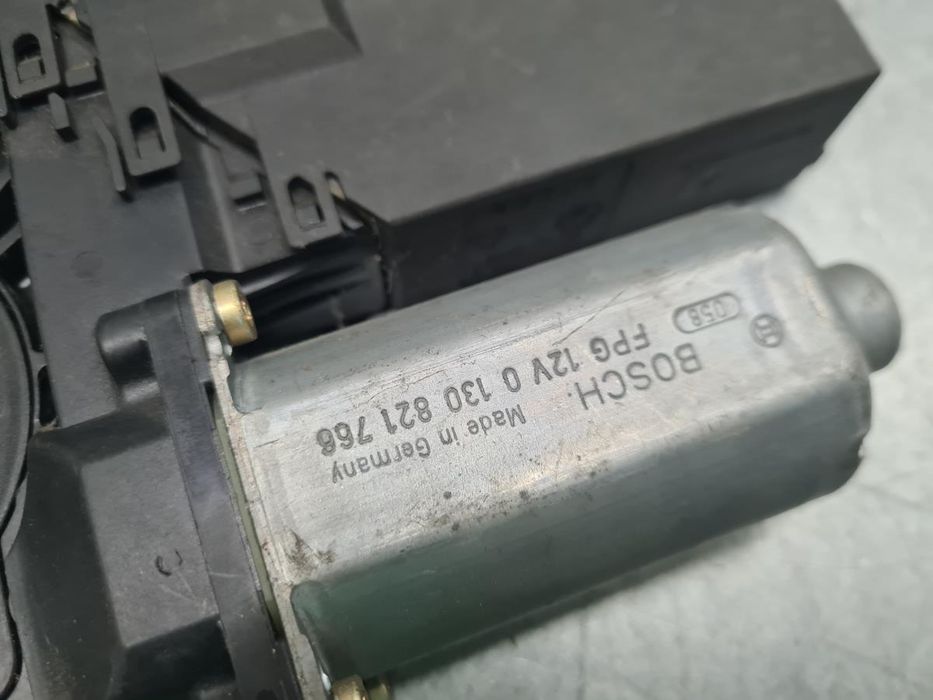 058
BOSCH.
FPG 12V 0 130 821 766
Made in Germany